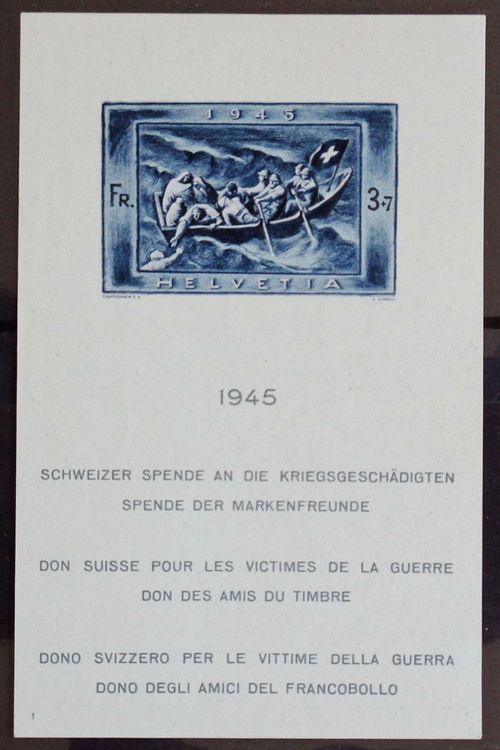 1945
FR. 3+7
HELVETIA
COURVOISIER S.A.
1945
SCHWEIZER SPENDE AN DIE KRIEGSGESCHÄDIGTEN
SPENDE DER MARKENFREUNDE
DON SUISSE POUR LES VICTIMES DE LA GUERRE
DON DES AMIS DU TIMBRE
DONO SVIZZERO PER LE VITTIME DELLA GUERRA
DONO DEGLI AMICI DEL FRANCOBOLLO
1